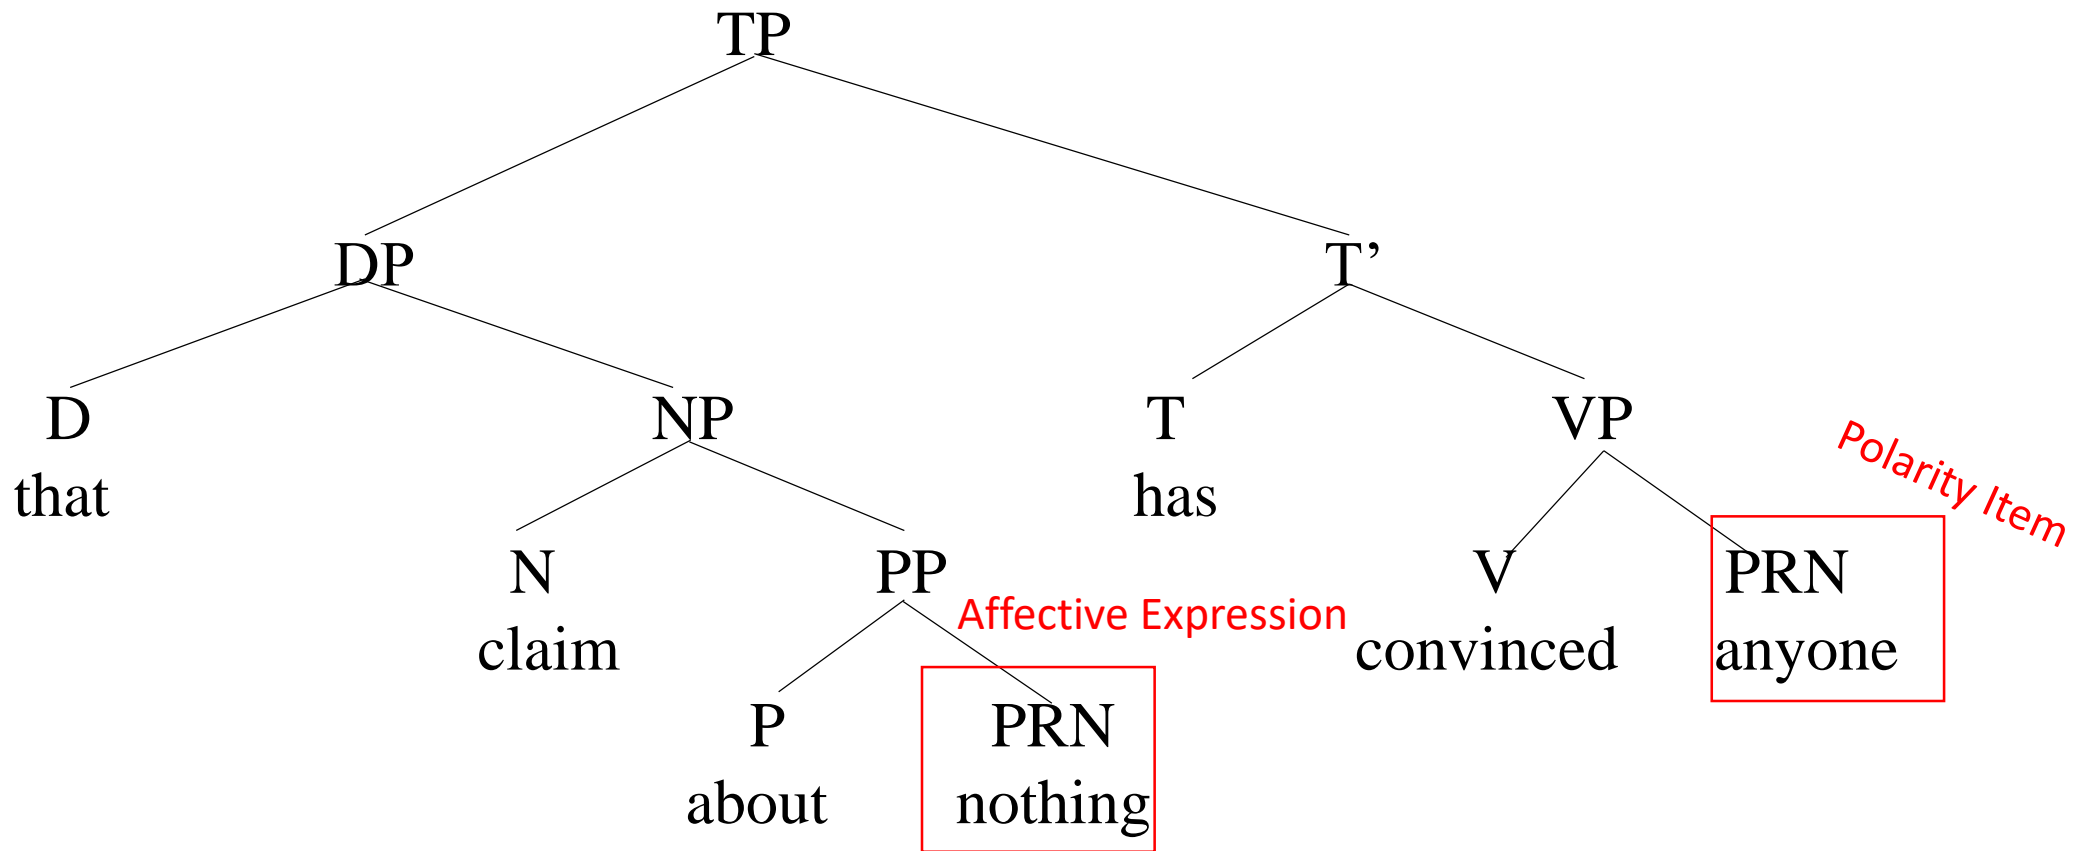 TP
DP T’
D NP T VP
that has
Polarity Item
N PP V PRN
Affective Expression
claim convinced anyone
P PRN
about nothing